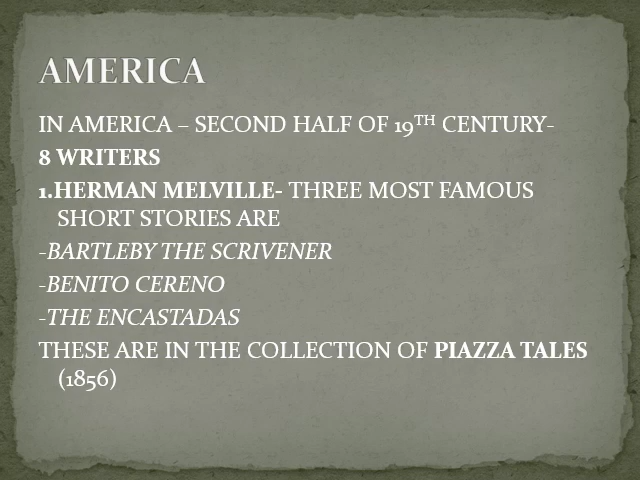 AMERICA
IN AMERICA – SECOND HALF OF 19TH CENTURY-
8 WRITERS
1.HERMAN MELVILLE- THREE MOST FAMOUS
SHORT STORIES ARE
-BARTLEBY THE SCRIVENER
-BENITO CERENO
-THE ENCASTADAS
THESE ARE IN THE COLLECTION OF PIAZZA TALES
(1856)